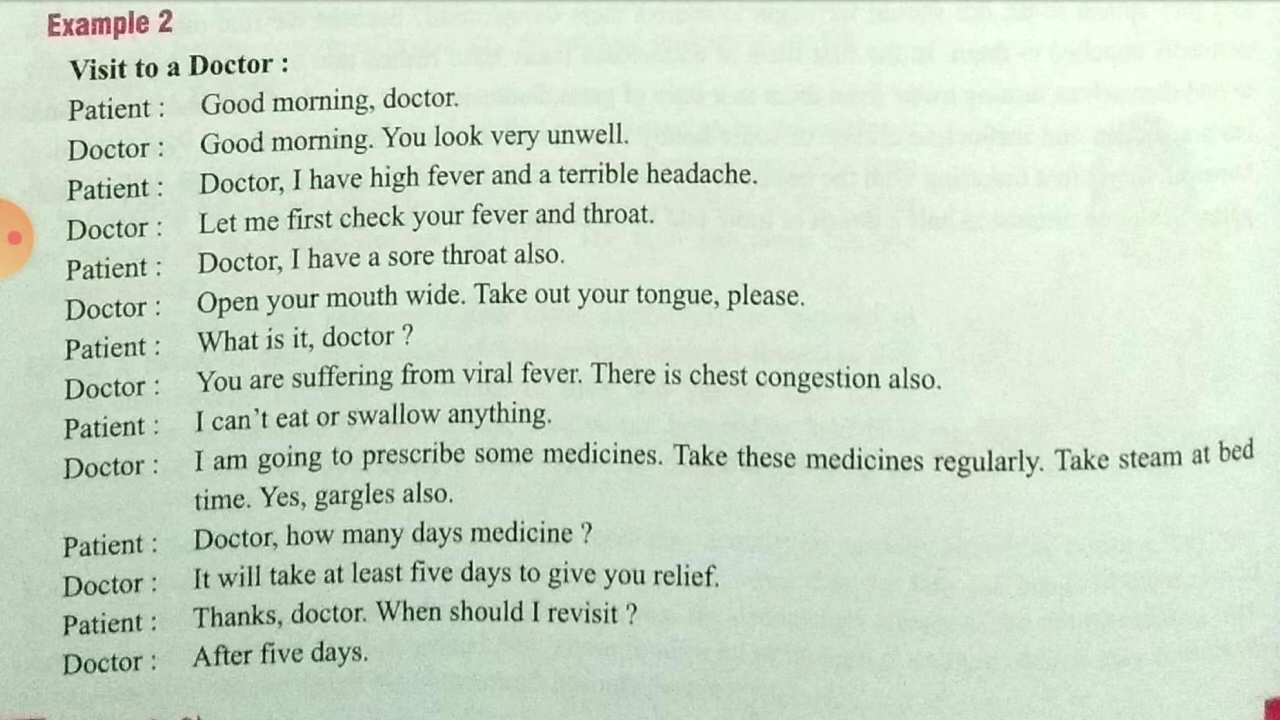 Example 2
Visit to a Doctor :
Patient : Good morning, doctor.
Doctor : Good morning. You look very unwell.
Patient : Doctor, I have high fever and a terrible headache.
Doctor : Let me first check your fever and throat.
Patient : Doctor, I have a sore throat also.
Doctor : Open your mouth wide. Take out your tongue, please.
Patient : What is it, doctor ?
Doctor : You are suffering from viral fever. There is chest congestion also.
Patient : I can't eat or swallow anything.
Doctor : I am going to prescribe some medicines. Take these medicines regularly. Take steam at bed
time. Yes, gargles also.
Patient : Doctor, how many days medicine ?
Doctor : It will take at least five days to give you relief.
Patient : Thanks, doctor. When should I revisit ?
Doctor : After five days.